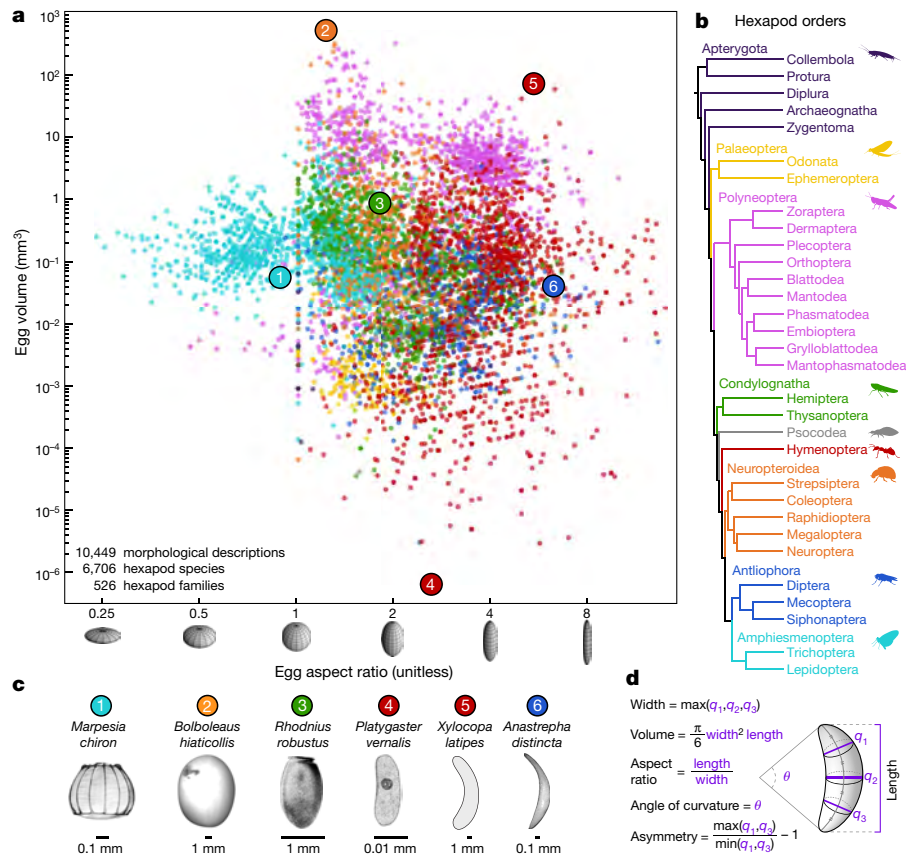 a
Egg volume (mm³)
10³
10²
10
1
10⁻¹
10⁻²
10⁻³
10⁻⁴
10⁻⁵
10⁻⁶
1
2
3
4
5
6
10,449 morphological descriptions
6,706 hexapod species
526 hexapod families
0.25 0.5 1 2 4 8
Egg aspect ratio (unitless)
b
Hexapod orders
Apterygota
Collembola
Protura
Diplura
Archaeognatha
Zygentoma
Palaeoptera
Odonata
Ephemeroptera
Polyneoptera
Zoraptera
Dermaptera
Plecoptera
Orthoptera
Blattodea
Mantodea
Phasmatodea
Embioptera
Grylloblattodea
Mantophasmatodea
Condylognatha
Hemiptera
Thysanoptera
Psocodea
Hymenoptera
Neuropteroidea
Strepsiptera
Coleoptera
Raphidioptera
Megaloptera
Neuroptera
Antliophora
Diptera
Mecoptera
Siphonaptera
Amphiesmenoptera
Trichoptera
Lepidoptera
c
1 2 3 4 5 6
Marpesia Bolboleaus Rhodnius Platygaster Xylocopa Anastrepha
chiron hiaticollis robustus vernalis latipes distincta
0.1 mm 1 mm 1 mm 0.01 mm 1 mm 0.1 mm
d
Width = max(q₁,q₂,q₃)
Volume = π/6 width² length
Aspect ratio = length/width
Angle of curvature = θ
Asymmetry = max(q₁,q₃)/min(q₁,q₃) − 1
θ
q₁
q₂
q₃
Length